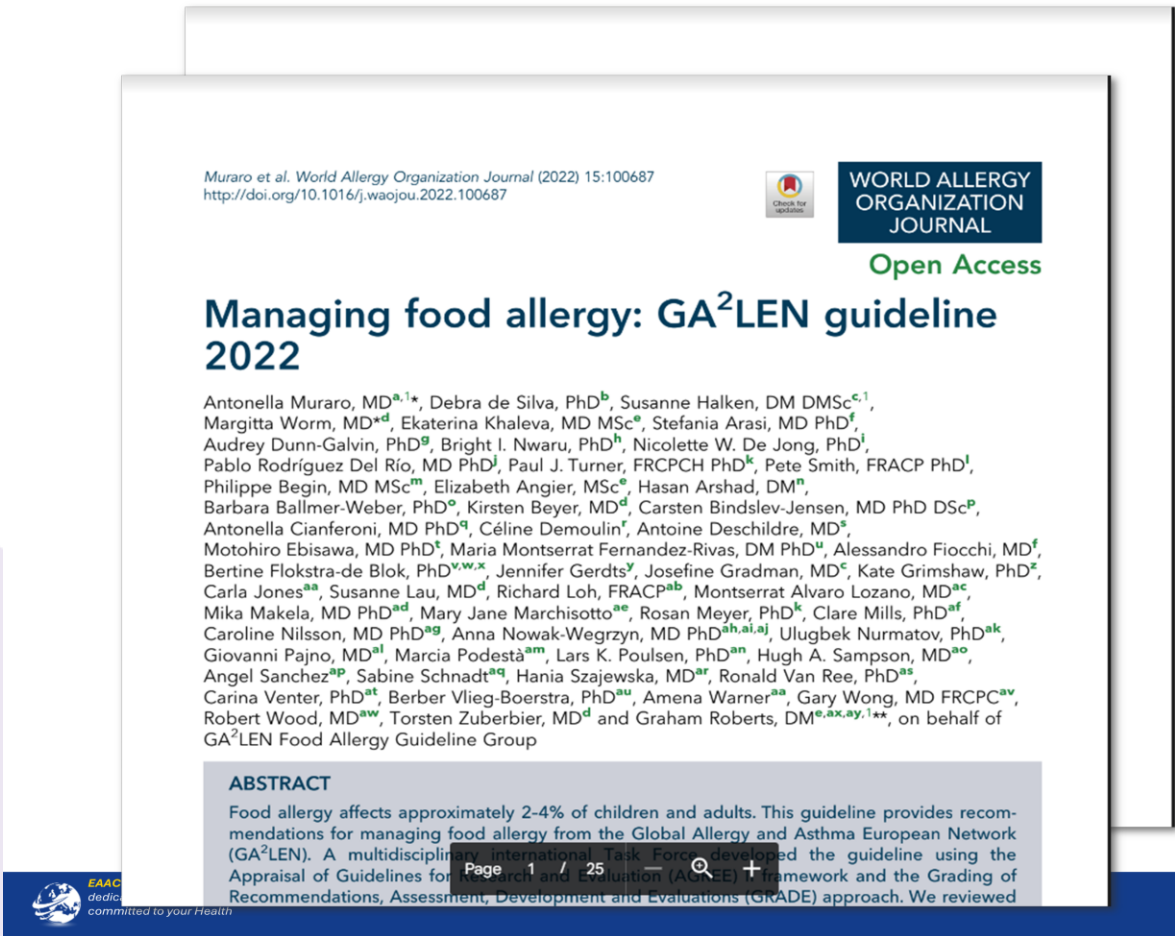 Muraro et al. World Allergy Organization Journal (2022) 15:100687
http://doi.org/10.1016/j.waojou.2022.100687
Check for
updates
WORLD ALLERGY
ORGANIZATION
JOURNAL
Open Access
Managing food allergy: GA²LEN guideline
2022
Antonella Muraro, MDᵃ,¹*, Debra de Silva, PhDᵇ, Susanne Halken, DM DMScᶜ,¹,
Margitta Worm, MD*ᵈ, Ekaterina Khaleva, MD MScᵉ, Stefania Arasi, MD PhDᶠ,
Audrey Dunn-Galvin, PhDᵍ, Bright I. Nwaru, PhDʰ, Nicolette W. De Jong, PhDⁱ,
Pablo Rodríguez Del Río, MD PhDʲ, Paul J. Turner, FRCPCH PhDᵏ, Pete Smith, FRACP PhDˡ,
Philippe Begin, MD MScᵐ, Elizabeth Angier, MScᵉ, Hasan Arshad, DMⁿ,
Barbara Ballmer-Weber, PhDᵒ, Kirsten Beyer, MDᵈ, Carsten Bindslev-Jensen, MD PhD DScᵖ,
Antonella Cianferoni, MD PhDq, Céline Demoulinʳ, Antoine Deschildre, MDˢ,
Motohiro Ebisawa, MD PhDᵗ, Maria Montserrat Fernandez-Rivas, DM PhDᵘ, Alessandro Fiocchi, MDᶠ,
Bertine Flokstra-de Blok, PhDᵛ,ʷ,ˣ, Jennifer Gerdtsʸ, Josefine Gradman, MDᶜ, Kate Grimshaw, PhDᶻ,
Carla Jonesᵃᵃ, Susanne Lau, MDᵈ, Richard Loh, FRACPᵃᵇ, Montserrat Alvaro Lozano, MDᵃᶜ,
Mika Makela, MD PhDᵃᵈ, Mary Jane Marchisottoᵃᵉ, Rosan Meyer, PhDᵏ, Clare Mills, PhDᵃᶠ,
Caroline Nilsson, MD PhDᵃᵍ, Anna Nowak-Wegrzyn, MD PhDᵃʰ,ᵃⁱ,ᵃʲ, Ulugbek Nurmatov, PhDᵃᵏ,
Giovanni Pajno, MDᵃˡ, Marcia Podestàᵃᵐ, Lars K. Poulsen, PhDᵃⁿ, Hugh A. Sampson, MDᵃᵒ,
Angel Sanchezᵃᵖ, Sabine Schnadtaq, Hania Szajewska, MDᵃʳ, Ronald Van Ree, PhDᵃˢ,
Carina Venter, PhDᵃᵗ, Berber Vlieg-Boerstra, PhDᵃᵘ, Amena Warnerᵃᵃ, Gary Wong, MD FRCPCᵃᵛ,
Robert Wood, MDᵃʷ, Torsten Zuberbier, MDᵈ and Graham Roberts, DMᵉ,ᵃˣ,ᵃʸ,¹**, on behalf of
GA²LEN Food Allergy Guideline Group
ABSTRACT
Food allergy affects approximately 2-4% of children and adults. This guideline provides recom-
mendations for managing food allergy from the Global Allergy and Asthma European Network
(GA²LEN). A multidisciplinary international Task Force developed the guideline using the
Appraisal of Guidelines for Research and Evaluation (AGREE) II framework and the Grading of
Recommendations, Assessment, Development and Evaluations (GRADE) approach. We reviewed
Page 1 / 25
EAAC
dedic
committed to your Health